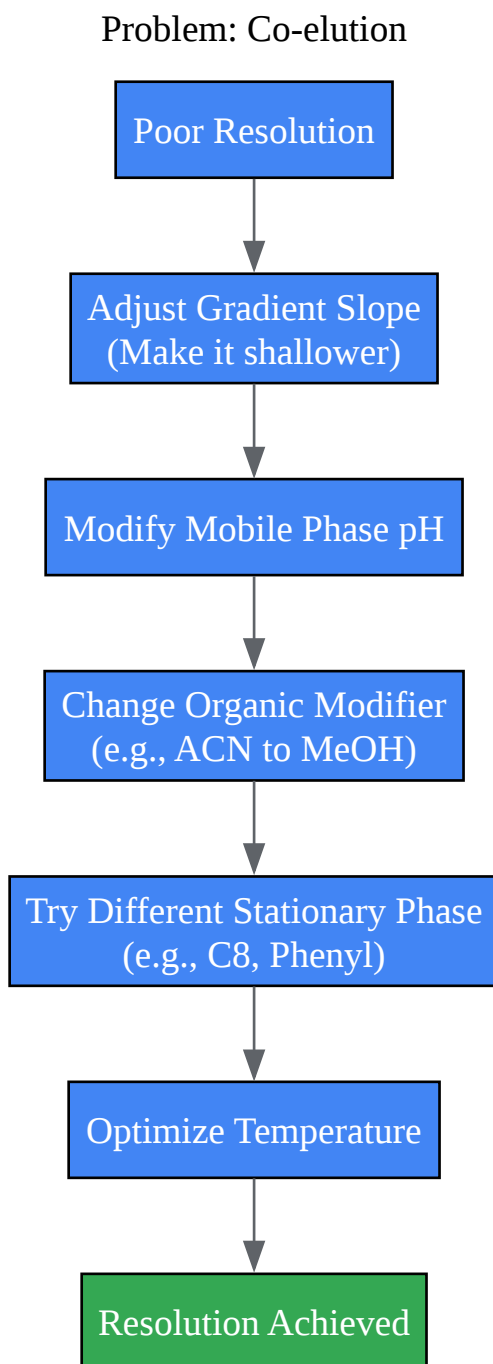 Problem: Co-elution
Poor Resolution
Adjust Gradient Slope
(Make it shallower)
Modify Mobile Phase pH
Change Organic Modifier
(e.g., ACN to MeOH)
Try Different Stationary Phase
(e.g., C8, Phenyl)
Optimize Temperature
Resolution Achieved